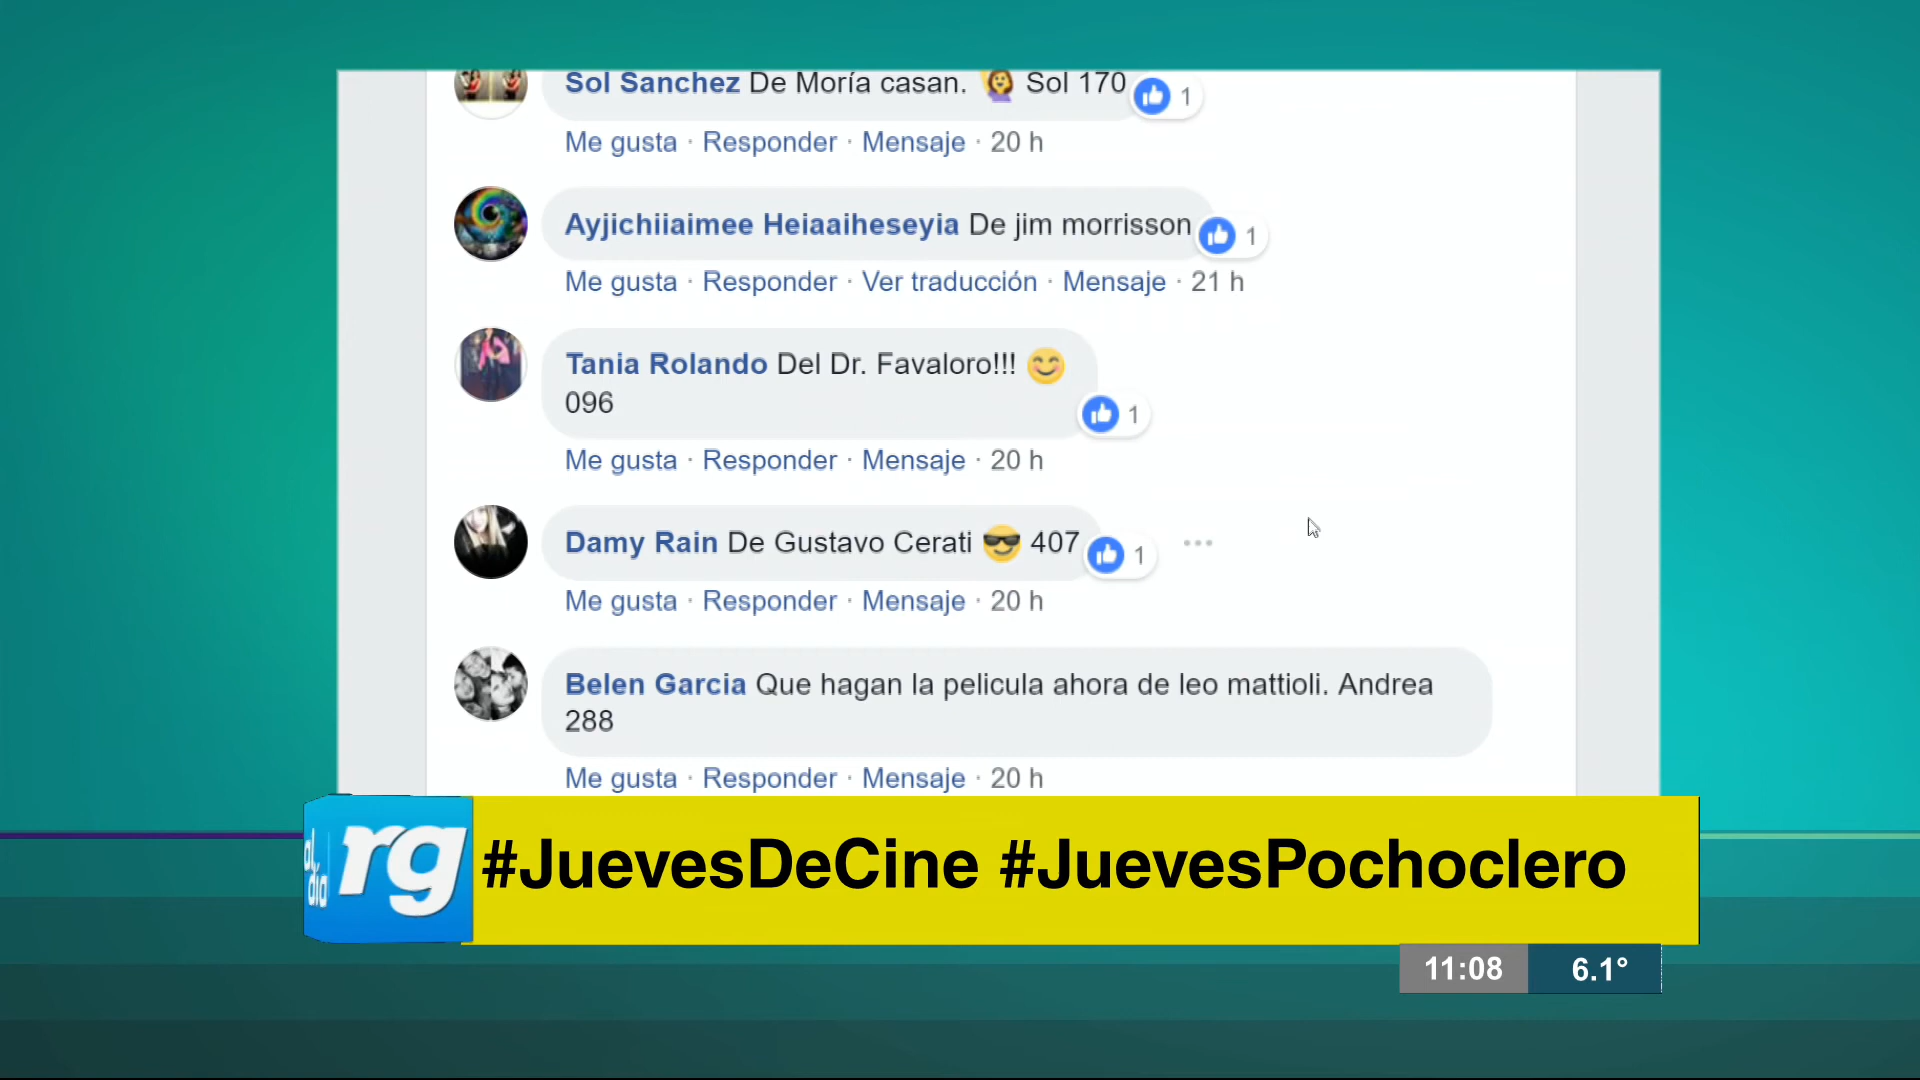 Sol Sanchez De Moría casan. 🙋 Sol 170 1
Me gusta · Responder · Mensaje · 20 h
Ayjichiiaimee Heiaaiheseyia De jim morrisson 1
Me gusta · Responder · Ver traducción · Mensaje · 21 h
Tania Rolando Del Dr. Favaloro!!! 😊
096 1
Me gusta · Responder · Mensaje · 20 h
Damy Rain De Gustavo Cerati 😎 407 1
Me gusta · Responder · Mensaje · 20 h
Belen Garcia Que hagan la pelicula ahora de leo mattioli. Andrea
288
Me gusta · Responder · Mensaje · 20 h
al día rg #JuevesDeCine #JuevesPochoclero
11:08 6.1°